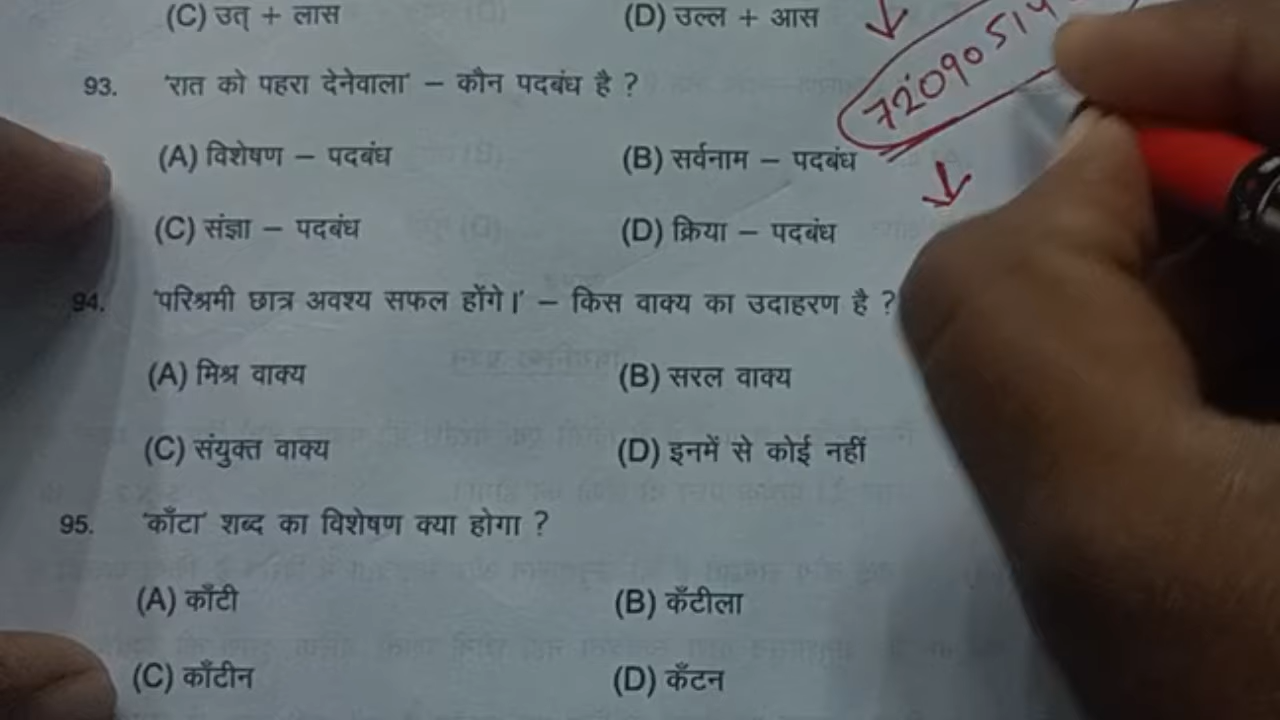 (C) उत् + लास (D) उल्ल + आस
93. 'रात को पहरा देनेवाला' – कौन पदबंध है ?
(A) विशेषण – पदबंध (B) सर्वनाम – पदबंध
(C) संज्ञा – पदबंध (D) क्रिया – पदबंध
94. 'परिश्रमी छात्र अवश्य सफल होंगे।' – किस वाक्य का उदाहरण है ?
(A) मिश्र वाक्य (B) सरल वाक्य
(C) संयुक्त वाक्य (D) इनमें से कोई नहीं
95. 'काँटा' शब्द का विशेषण क्या होगा ?
(A) काँटी (B) कँटीला
(C) काँटीन (D) कँटन